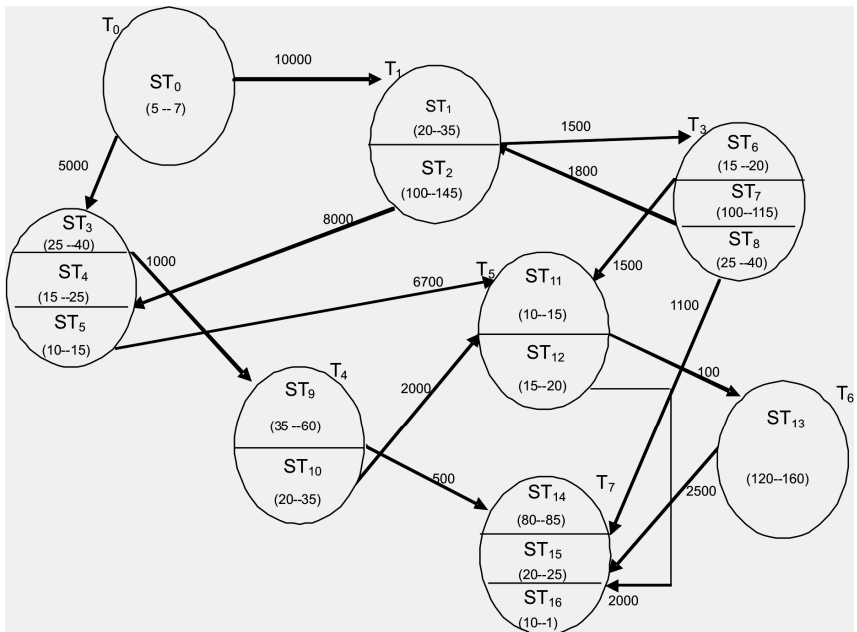 T₀
ST₀
(5 -- 7)
10000
T₁
ST₁
(20--35)
ST₂
(100--145)
1500
T₃
ST₆
(15 --20)
ST₇
(100--115)
ST₈
(25 --40)
1800
5000
ST₃
(25 --40)
ST₄
(15 --25)
ST₅
(10--15)
8000
1000
6700
T₅
ST₁₁
(10--15)
ST₁₂
(15--20)
1500
1100
100
T₄
ST₉
(35 --60)
ST₁₀
(20--35)
2000
500
T₆
ST₁₃
(120--160)
T₇
ST₁₄
(80--85)
ST₁₅
(20--25)
ST₁₆
(10--1)
2500
2000